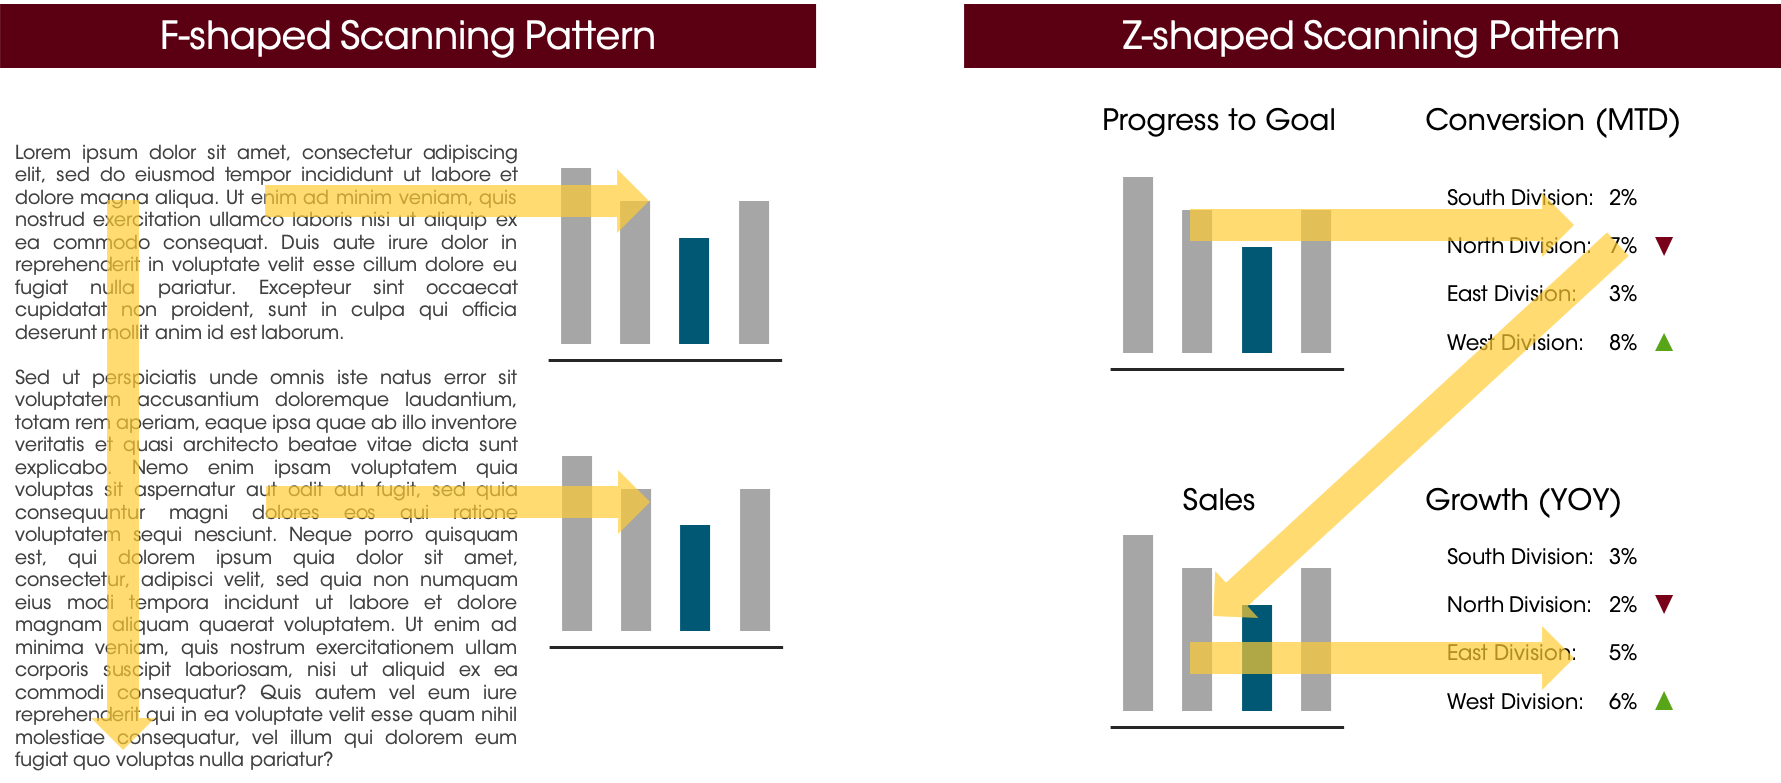 F-shaped Scanning Pattern
Lorem ipsum dolor sit amet, consectetur adipiscing
elit, sed do eiusmod tempor incididunt ut labore et
dolore magna aliqua. Ut enim ad minim veniam, quis
nostrud exercitation ullamco laboris nisi ut aliquip ex
ea commodo consequat. Duis aute irure dolor in
reprehenderit in voluptate velit esse cillum dolore eu
fugiat nulla pariatur. Excepteur sint occaecat
cupidatat non proident, sunt in culpa qui officia
deserunt mollit anim id est laborum.
Sed ut perspiciatis unde omnis iste natus error sit
voluptatem accusantium doloremque laudantium,
totam rem aperiam, eaque ipsa quae ab illo inventore
veritatis et quasi architecto beatae vitae dicta sunt
explicabo. Nemo enim ipsam voluptatem quia
voluptas sit aspernatur aut odit aut fugit, sed quia
consequuntur magni dolores eos qui ratione
voluptatem sequi nesciunt. Neque porro quisquam
est, qui dolorem ipsum quia dolor sit amet,
consectetur, adipisci velit, sed quia non numquam
eius modi tempora incidunt ut labore et dolore
magnam aliquam quaerat voluptatem. Ut enim ad
minima veniam, quis nostrum exercitationem ullam
corporis suscipit laboriosam, nisi ut aliquid ex ea
commodi consequatur? Quis autem vel eum iure
reprehenderit qui in ea voluptate velit esse quam nihil
molestiae consequatur, vel illum qui dolorem eum
fugiat quo voluptas nulla pariatur?
Z-shaped Scanning Pattern
Progress to Goal
Conversion (MTD)
South Division: 2%
North Division: 7%
East Division: 3%
West Division: 8%
Sales
Growth (YOY)
South Division: 3%
North Division: 2%
East Division: 5%
West Division: 6%